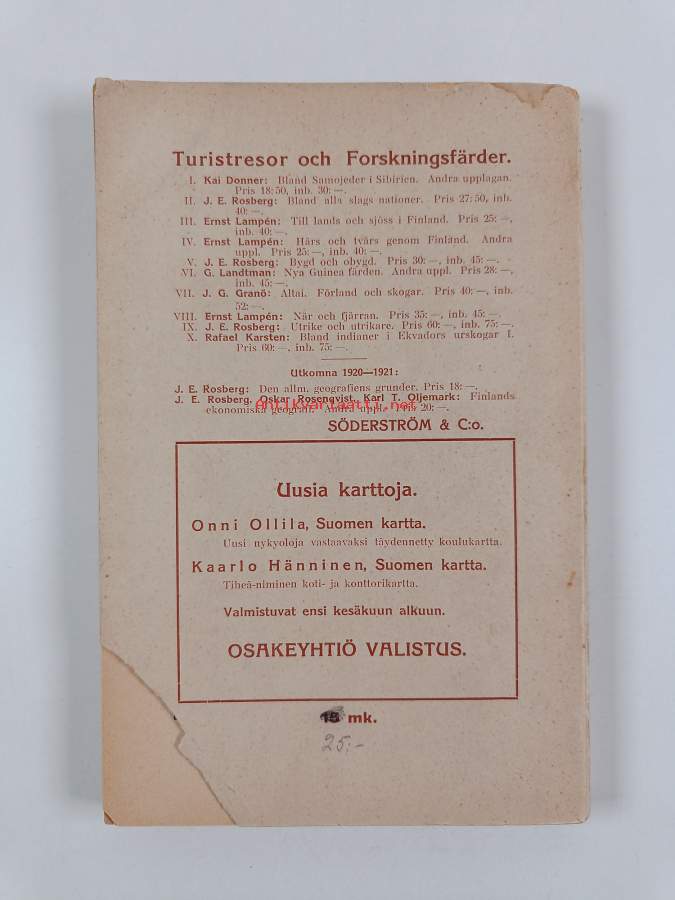 Turistresor och Forskningsfärder.
I. Kai Donner: Bland Samojeder i Sibirien. Andra upplagan.
Pris 18:50, inb. 30: —.
II. J. E. Rosberg: Bland alla slags nationer. Pris 27:50, inb.
40: —.
III. Ernst Lampén: Till lands och sjöss i Finland. Pris 25: —,
inb. 40: —.
IV. Ernst Lampén: Härs och tvärs genom Finland. Andra
uppl. Pris 25: —, inb. 40: —.
V. J. E. Rosberg: Bygd och obygd. Pris 30: —, inb. 45: —.
VI. G. Landtman: Nya Guinea färden. Andra uppl. Pris 28: —,
inb. 45: —.
VII. J. G. Granö: Altai. Förland och skogar. Pris 40: —, inb.
52: —.
VIII. Ernst Lampén: När och fjärran. Pris 35: —, inb. 45: —.
IX. J. E. Rosberg: Utrike och utrikare. Pris 60: —, inb. 75: —.
X. Rafael Karsten: Bland indianer i Ekvadors urskogar I.
Pris 60: —, inb. 75: —.
Utkomna 1920—1921:
J. E. Rosberg: Den allm. geografiens grunder. Pris 18: —.
J. E. Rosberg, Oskar Rosenqvist, Karl T. Oljemark: Finlands
antikvariaatti.net
ekonomiska geografi. Andra uppl. Pris 20: —.
SÖDERSTRÖM & C:o.
Uusia karttoja.
Onni Ollila, Suomen kartta.
Uusi nykyoloja vastaavaksi täydennetty koulukartta.
Kaarlo Hänninen, Suomen kartta.
Tibeä-niminen koti- ja konttorikartta.
Valmistuvat ensi kesäkuun alkuun.
OSAKEYHTIÖ VALISTUS.
mk.
25:-